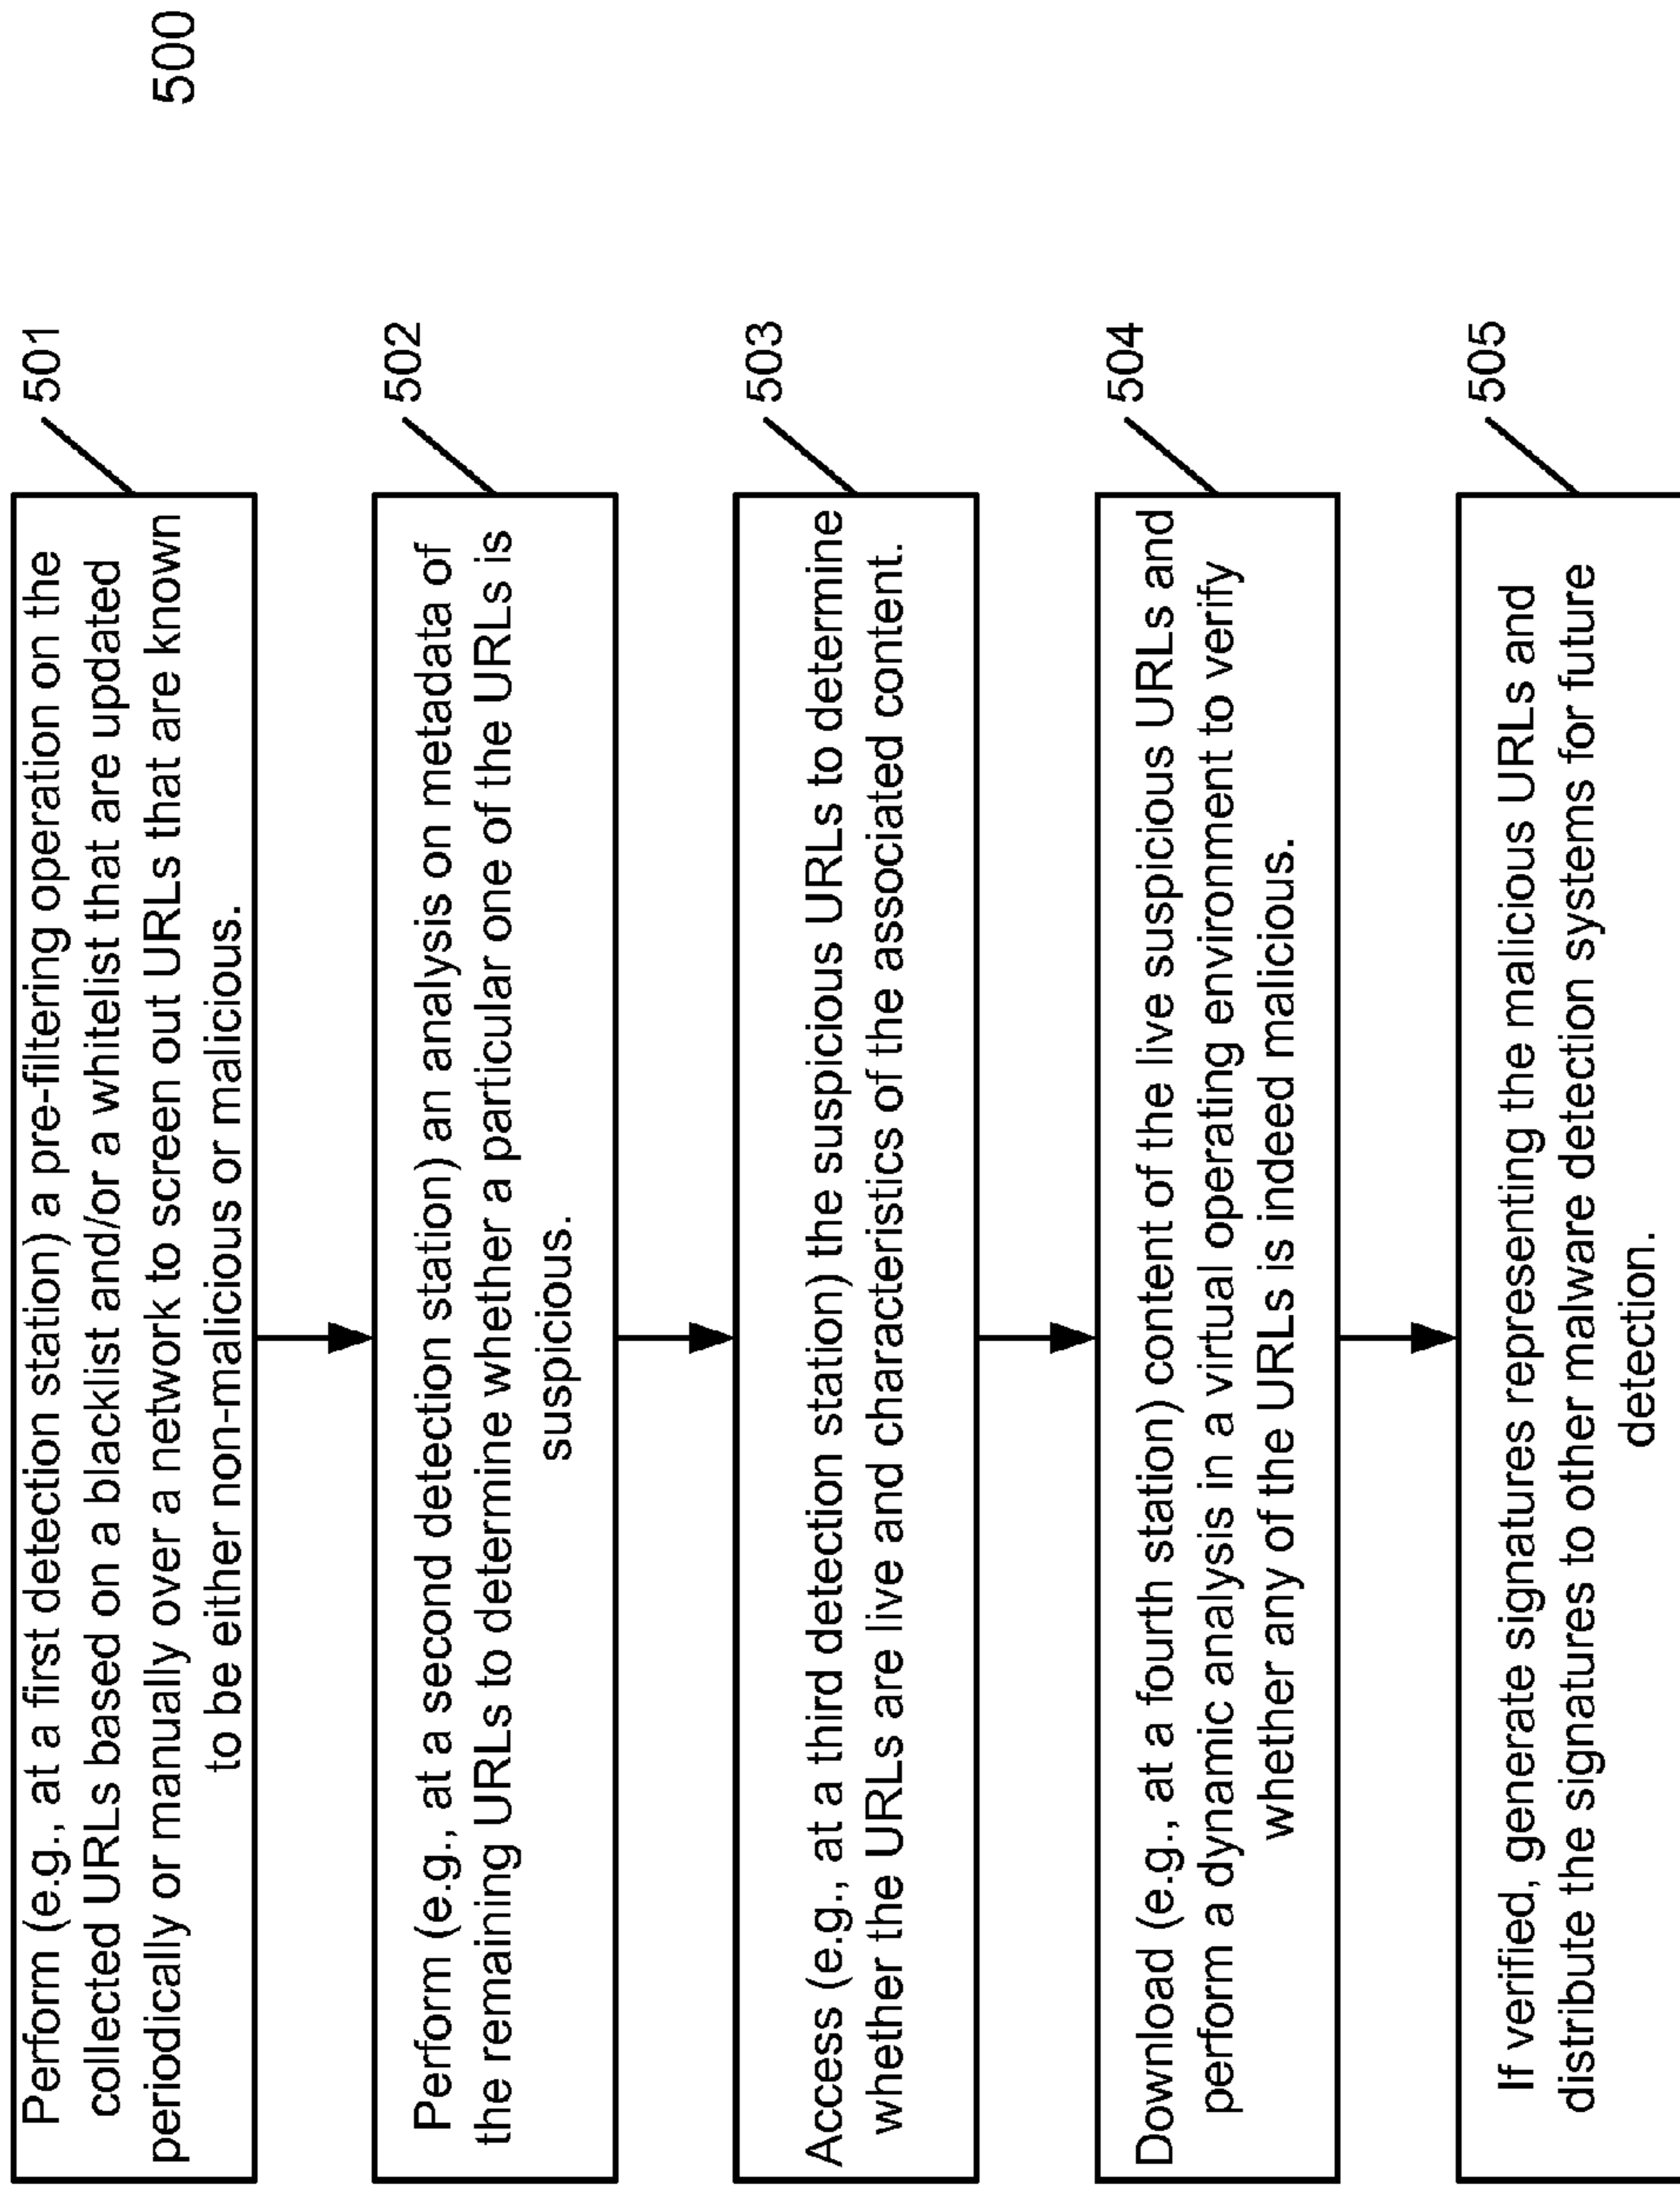 500
501
Perform (e.g., at a first detection station) a pre-filtering operation on the
collected URLs based on a blacklist and/or a whitelist that are updated
periodically or manually over a network to screen out URLs that are known
to be either non-malicious or malicious.
502
Perform (e.g., at a second detection station) an analysis on metadata of
the remaining URLs to determine whether a particular one of the URLs is
suspicious.
503
Access (e.g., at a third detection station) the suspicious URLs to determine
whether the URLs are live and characteristics of the associated content.
504
Download (e.g., at a fourth station) content of the live suspicious URLs and
perform a dynamic analysis in a virtual operating environment to verify
whether any of the URLs is indeed malicious.
505
If verified, generate signatures representing the malicious URLs and
distribute the signatures to other malware detection systems for future
detection.